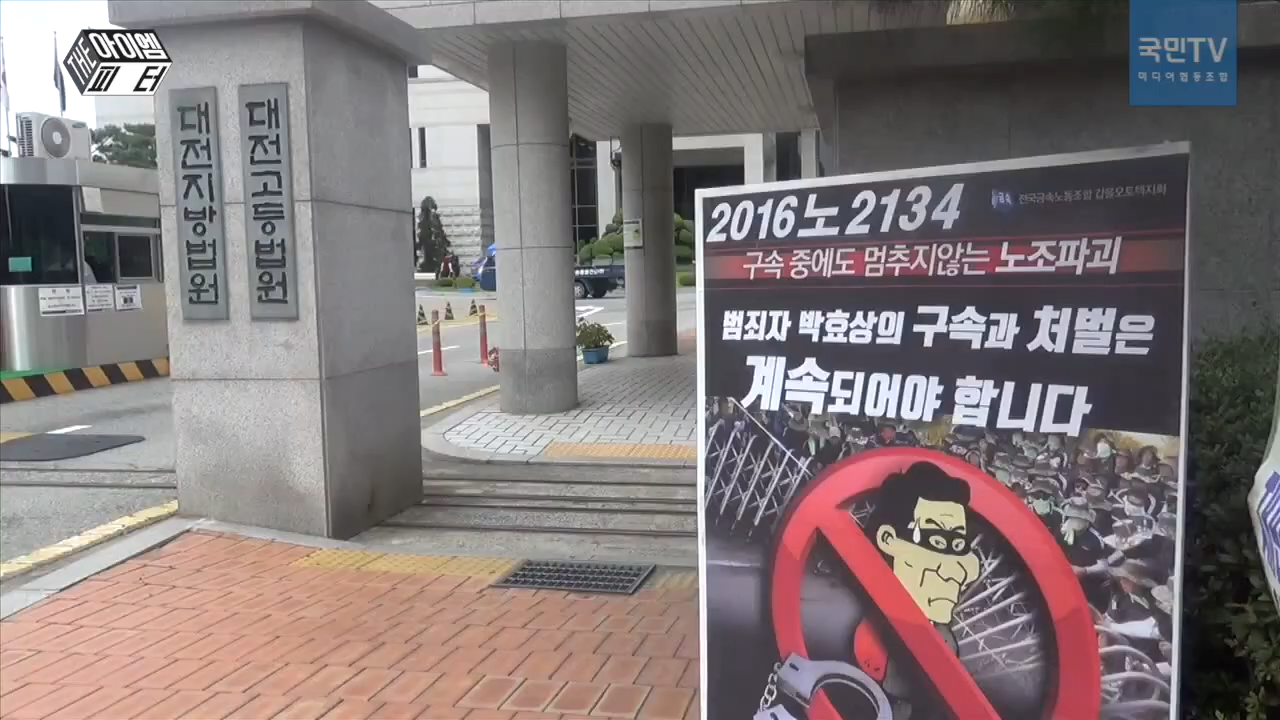 THE 아이엠
피터
국민TV
미디어협동조합
대전지방법원
대전고등법원
2016노2134
전국금속노동조합 갑을오토텍지회
구속 중에도 멈추지않는 노조파괴
범죄자 박효상의 구속과 처벌은
계속되어야 합니다